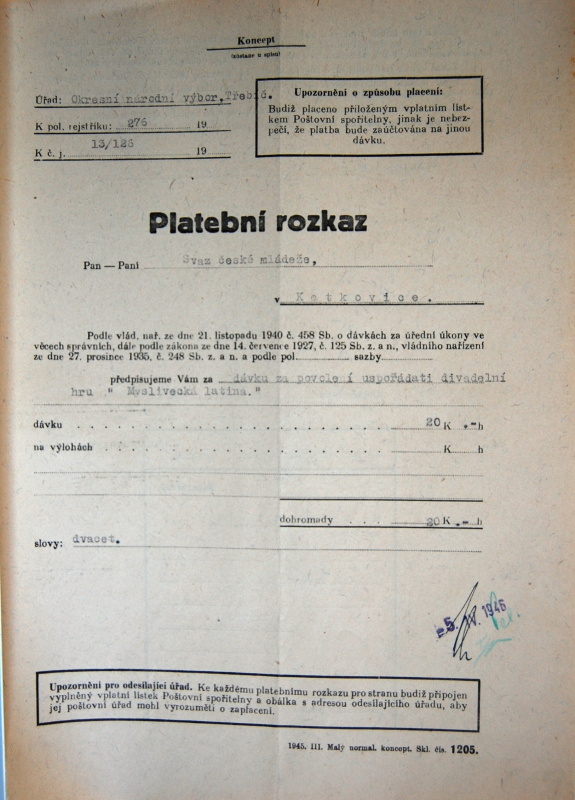 Koncept
(zůstane u spisu)
Úřad: Okresní národní výbor, Třebíč.
K pol. rejstříku: 276 19
K č. j. 13/126 19
Upozornění o způsobu placení:
Budiž placeno přiloženým vplatním líst-
kem Poštovní spořitelny, jinak je nebez-
pečí, že platba bude zaúčtována na jinou
dávku.
Platební rozkaz
Pan — Paní Svaz české mládeže,
v Ketkovice.
Podle vlád. nař. ze dne 21. listopadu 1940 č. 458 Sb. o dávkách za úřední úkony ve
věcech správních, dále podle zákona ze dne 14. července 1927, č. 125 Sb. z. a n., vládního nařízení
ze dne 27. prosince 1935, č. 248 Sb. z. a n. a podle pol. sazby
předpisujeme Vám za dávku za povolení uspořádati divadelní
hru " Myslivecká latina."
dávku 20 K .-h
na výlohách K h
dohromady 20 K .-h
slovy: dvacet.
-5. IV. 1946
Upozornění pro odesílající úřad. Ke každému platebnímu rozkazu pro stranu budiž připojen
vyplněný vplatní lístek Poštovní spořitelny a obálka s adresou odesílajícího úřadu, aby
jej poštovní úřad mohl vyrozuměti o zaplacení.
1945. III. Malý normal. koncept. Skl. čís. 1205.